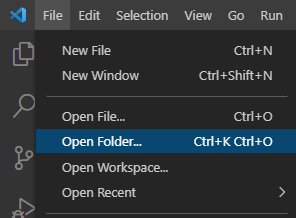 File Edit Selection View Go Run
New File Ctrl+N
New Window Ctrl+Shift+N
Open File... Ctrl+O
Open Folder... Ctrl+K Ctrl+O
Open Workspace...
Open Recent